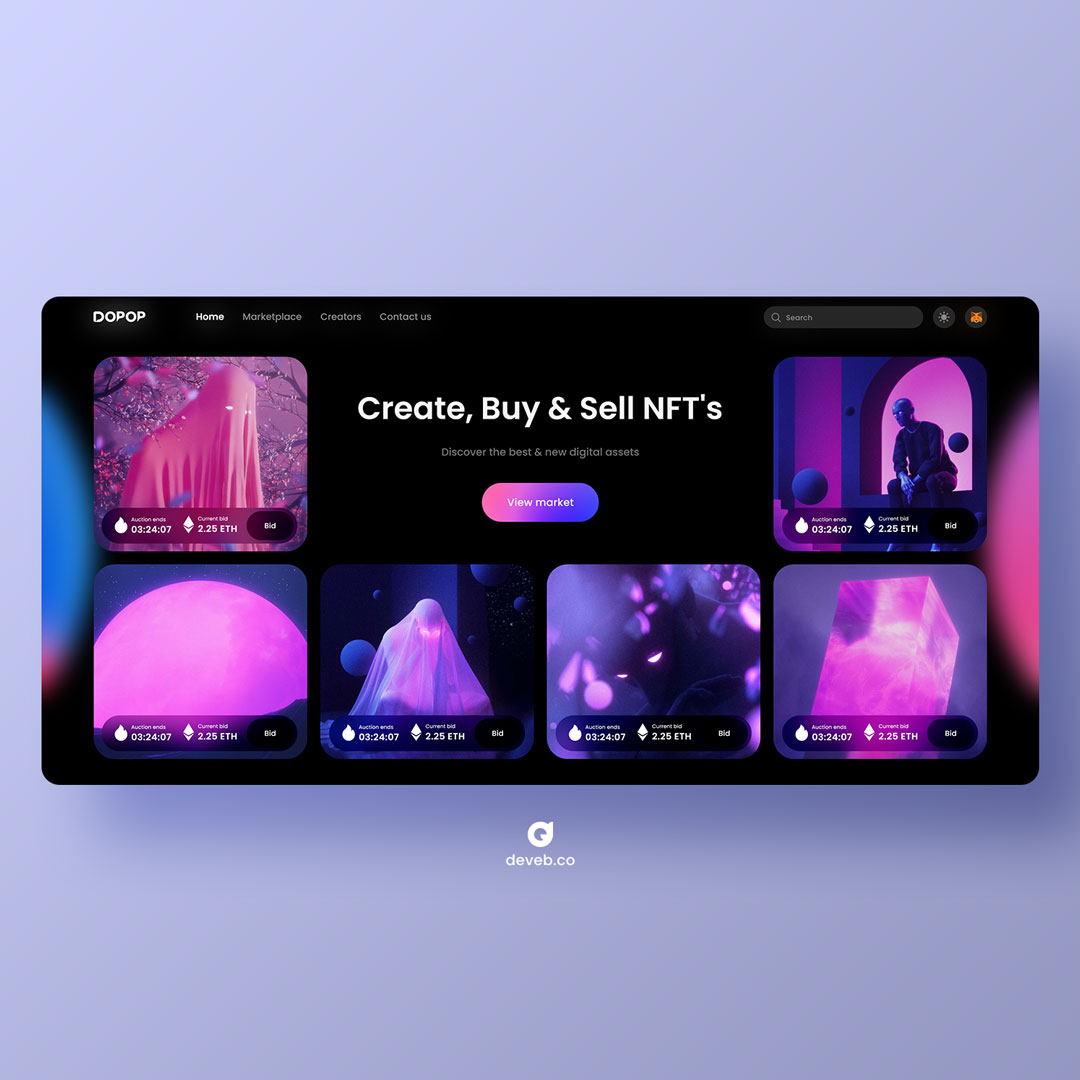 DOPOP
Home Marketplace Creators Contact us
Search
Create, Buy & Sell NFT's
Discover the best & new digital assets
View market
Auction ends Current bid
03:24:07 2.25 ETH Bid
Auction ends Current bid
03:24:07 2.25 ETH Bid
Auction ends Current bid
03:24:07 2.25 ETH Bid
Auction ends Current bid
03:24:07 2.25 ETH Bid
Auction ends Current bid
03:24:07 2.25 ETH Bid
Auction ends Current bid
03:24:07 2.25 ETH Bid
deveb.co